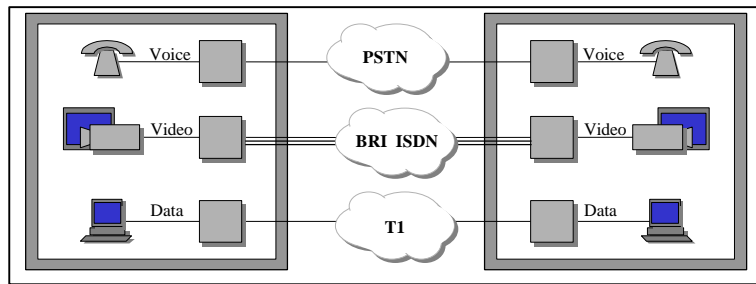 Voice PSTN Voice
Video BRI ISDN Video
Data T1 Data